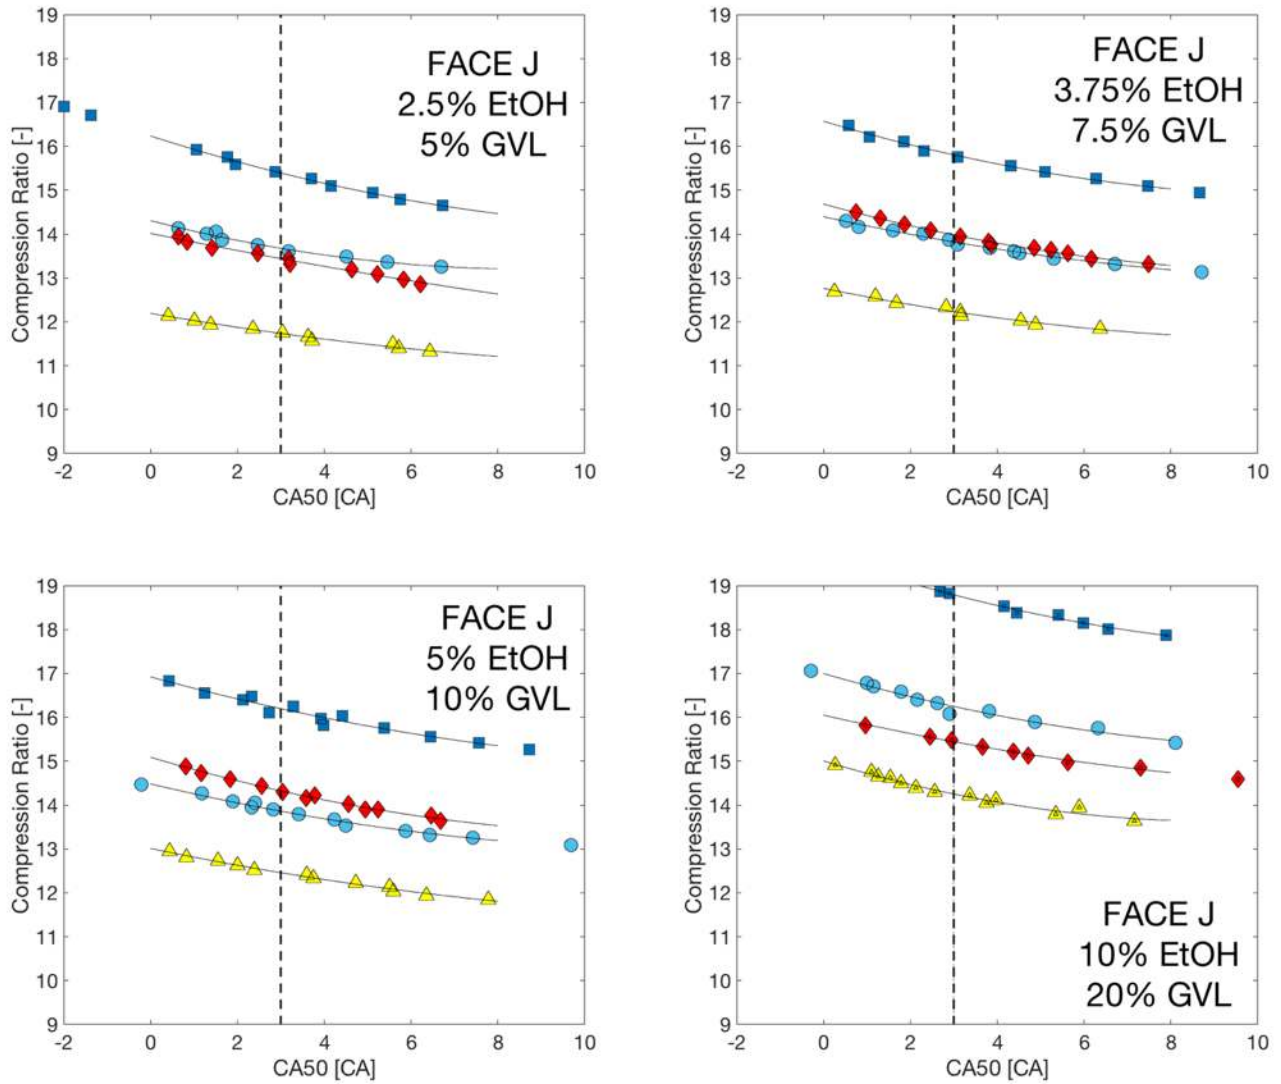 19
18
17
16
15
14
13
12
11
10
9
Compression Ratio [-]
FACE J
2.5% EtOH
5% GVL
-2 0 2 4 6 8 10
CA50 [CA]
19
18
17
16
15
14
13
12
11
10
9
Compression Ratio [-]
FACE J
3.75% EtOH
7.5% GVL
-2 0 2 4 6 8 10
CA50 [CA]
19
18
17
16
15
14
13
12
11
10
9
Compression Ratio [-]
FACE J
5% EtOH
10% GVL
-2 0 2 4 6 8 10
CA50 [CA]
19
18
17
16
15
14
13
12
11
10
9
Compression Ratio [-]
FACE J
10% EtOH
20% GVL
-2 0 2 4 6 8 10
CA50 [CA]